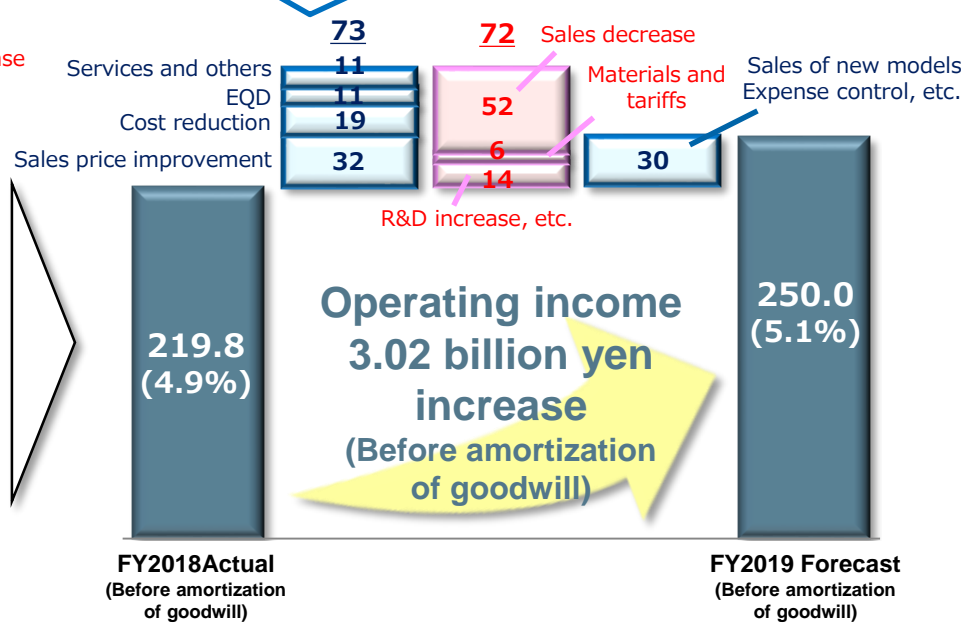 73
72
Sales decrease
se
Services and others
11
EQD
11
Cost reduction
19
Sales price improvement
32
52
6
14
Materials and
tariffs
Sales of new models
Expense control, etc.
30
R&D increase, etc.
219.8
(4.9%)
Operating income
3.02 billion yen
increase
(Before amortization
of goodwill)
250.0
(5.1%)
FY2018Actual
(Before amortization
of goodwill)
FY2019 Forecast
(Before amortization
of goodwill)